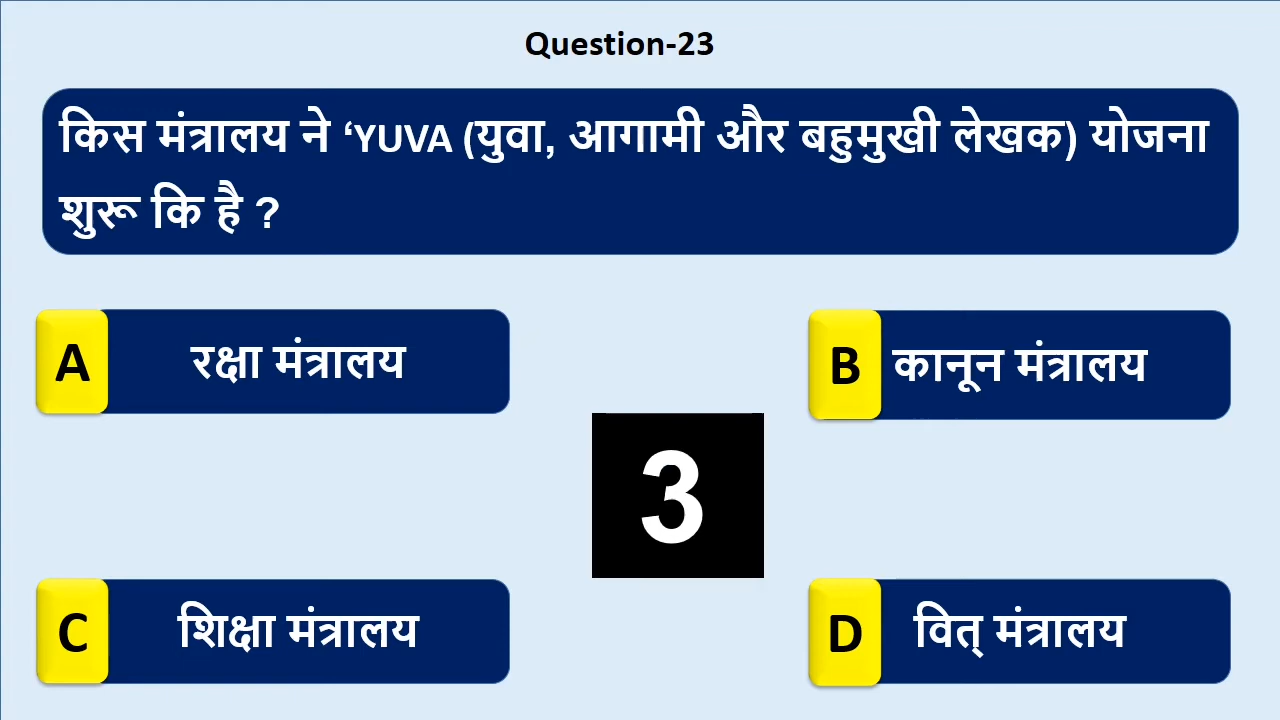 Question-23
किस मंत्रालय ने ‘YUVA (युवा, आगामी और बहुमुखी लेखक) योजना
शुरू कि है ?
A रक्षा मंत्रालय
B कानून मंत्रालय
3
C शिक्षा मंत्रालय
D वित् मंत्रालय